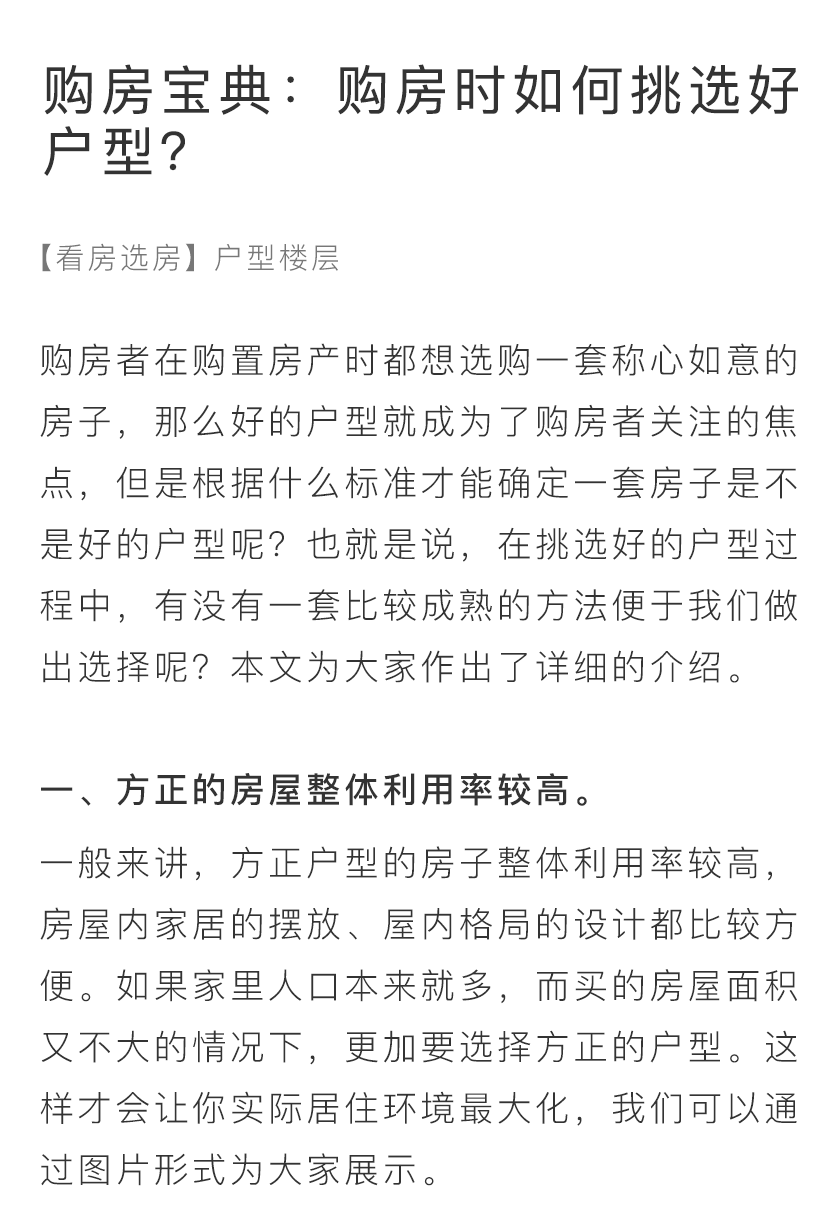 购房宝典：购房时如何挑选好
户型？
【看房选房】户型楼层
购房者在购置房产时都想选购一套称心如意的
房子，那么好的户型就成为了购房者关注的焦
点，但是根据什么标准才能确定一套房子是不
是好的户型呢？也就是说，在挑选好的户型过
程中，有没有一套比较成熟的方法便于我们做
出选择呢？本文为大家作出了详细的介绍。
一、方正的房屋整体利用率较高。
一般来讲，方正户型的房子整体利用率较高，
房屋内家居的摆放、屋内格局的设计都比较方
便。如果家里人口本来就多，而买的房屋面积
又不大的情况下，更加要选择方正的户型。这
样才会让你实际居住环境最大化，我们可以通
过图片形式为大家展示。